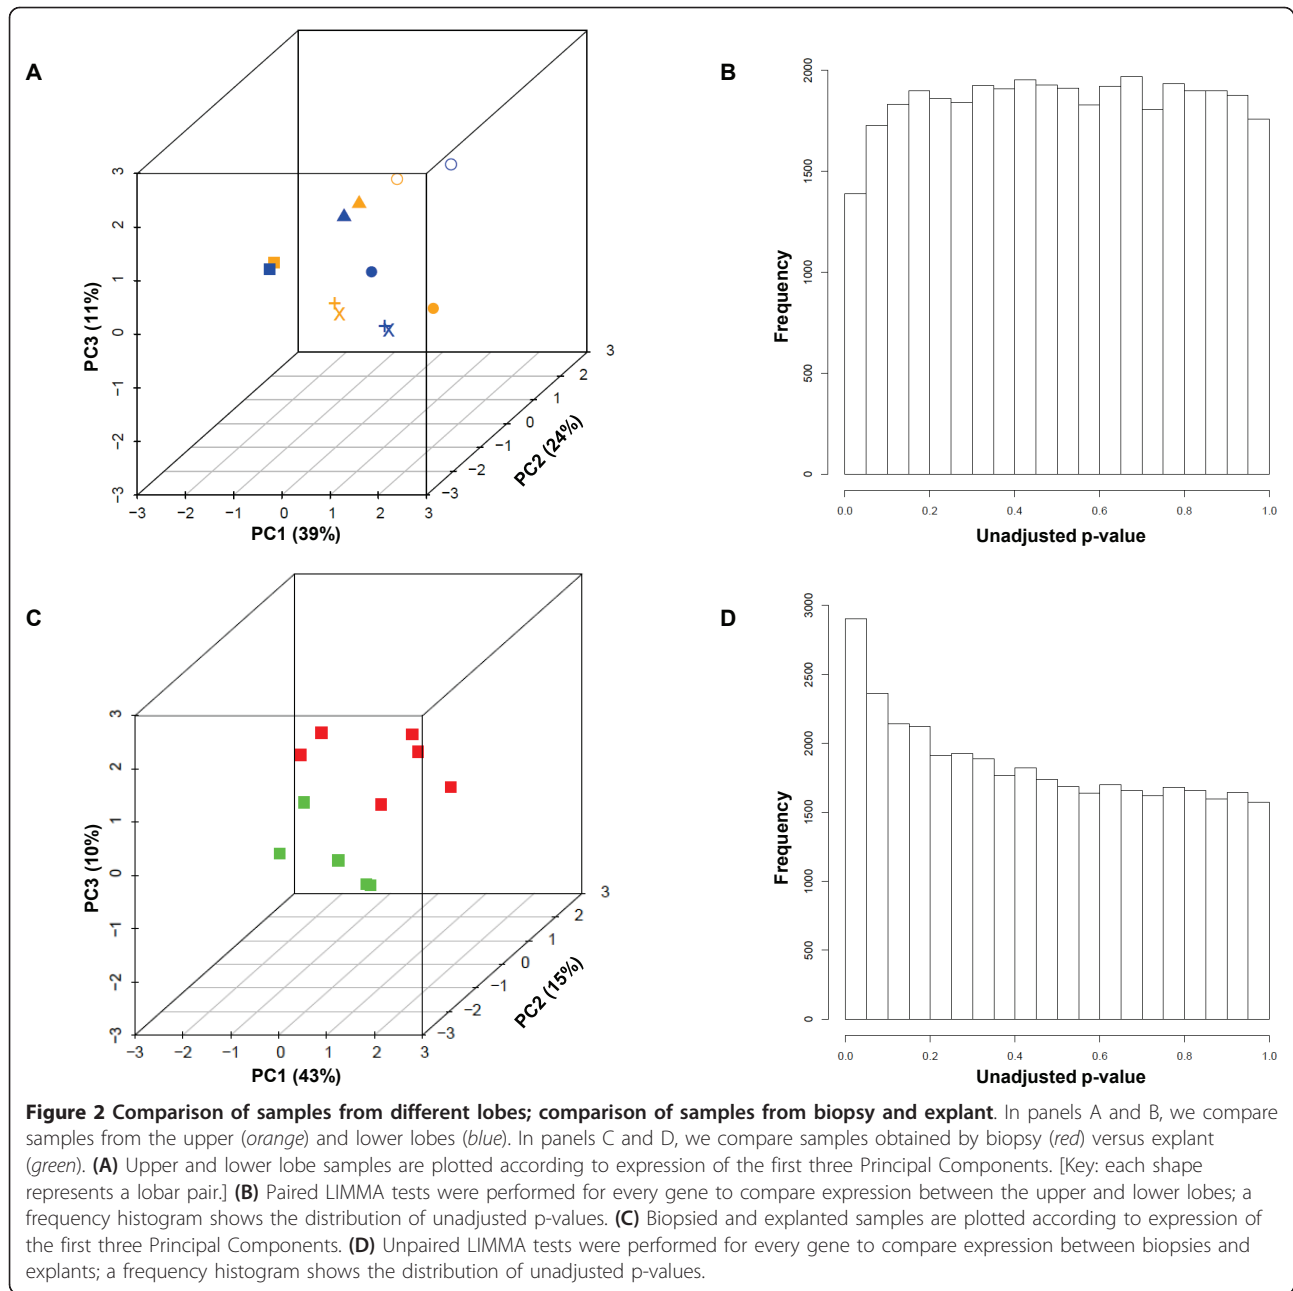 A
3
2
1
0
−1
−2
−3
PC3 (11%)
−3 −2 −1 0 1 2 3
PC1 (39%)
−3
−2
−1
0
1
2
3
PC2 (24%)
B
2000
1500
1000
500
0
Frequency
0.0 0.2 0.4 0.6 0.8 1.0
Unadjusted p-value
C
3
2
1
0
−1
−2
−3
PC3 (10%)
−3 −2 −1 0 1 2 3
PC1 (43%)
−3
−2
−1
0
1
2
3
PC2 (15%)
D
3000
2500
2000
1500
1000
500
0
Frequency
0.0 0.2 0.4 0.6 0.8 1.0
Unadjusted p-value
Figure 2 Comparison of samples from different lobes; comparison of samples from biopsy and explant. In panels A and B, we compare
samples from the upper (orange) and lower lobes (blue). In panels C and D, we compare samples obtained by biopsy (red) versus explant
(green). (A) Upper and lower lobe samples are plotted according to expression of the first three Principal Components. [Key: each shape
represents a lobar pair.] (B) Paired LIMMA tests were performed for every gene to compare expression between the upper and lower lobes; a
frequency histogram shows the distribution of unadjusted p-values. (C) Biopsied and explanted samples are plotted according to expression of
the first three Principal Components. (D) Unpaired LIMMA tests were performed for every gene to compare expression between biopsies and
explants; a frequency histogram shows the distribution of unadjusted p-values.